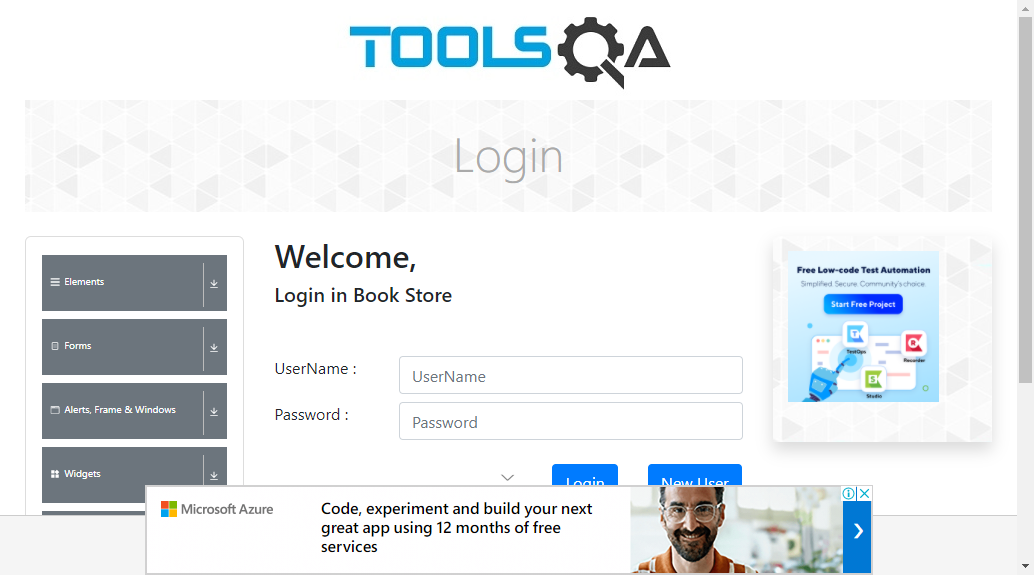 TOOLSQA
Login
Elements
Forms
Alerts, Frame & Windows
Widgets
Welcome,
Login in Book Store
UserName :
UserName
Password :
Password
Login
New User
Free Low-code Test Automation
Simplified. Secure. Community's choice
Start Free Project
TestOps
Recorder
Studio
Microsoft Azure
Code, experiment and build your next
great app using 12 months of free
services